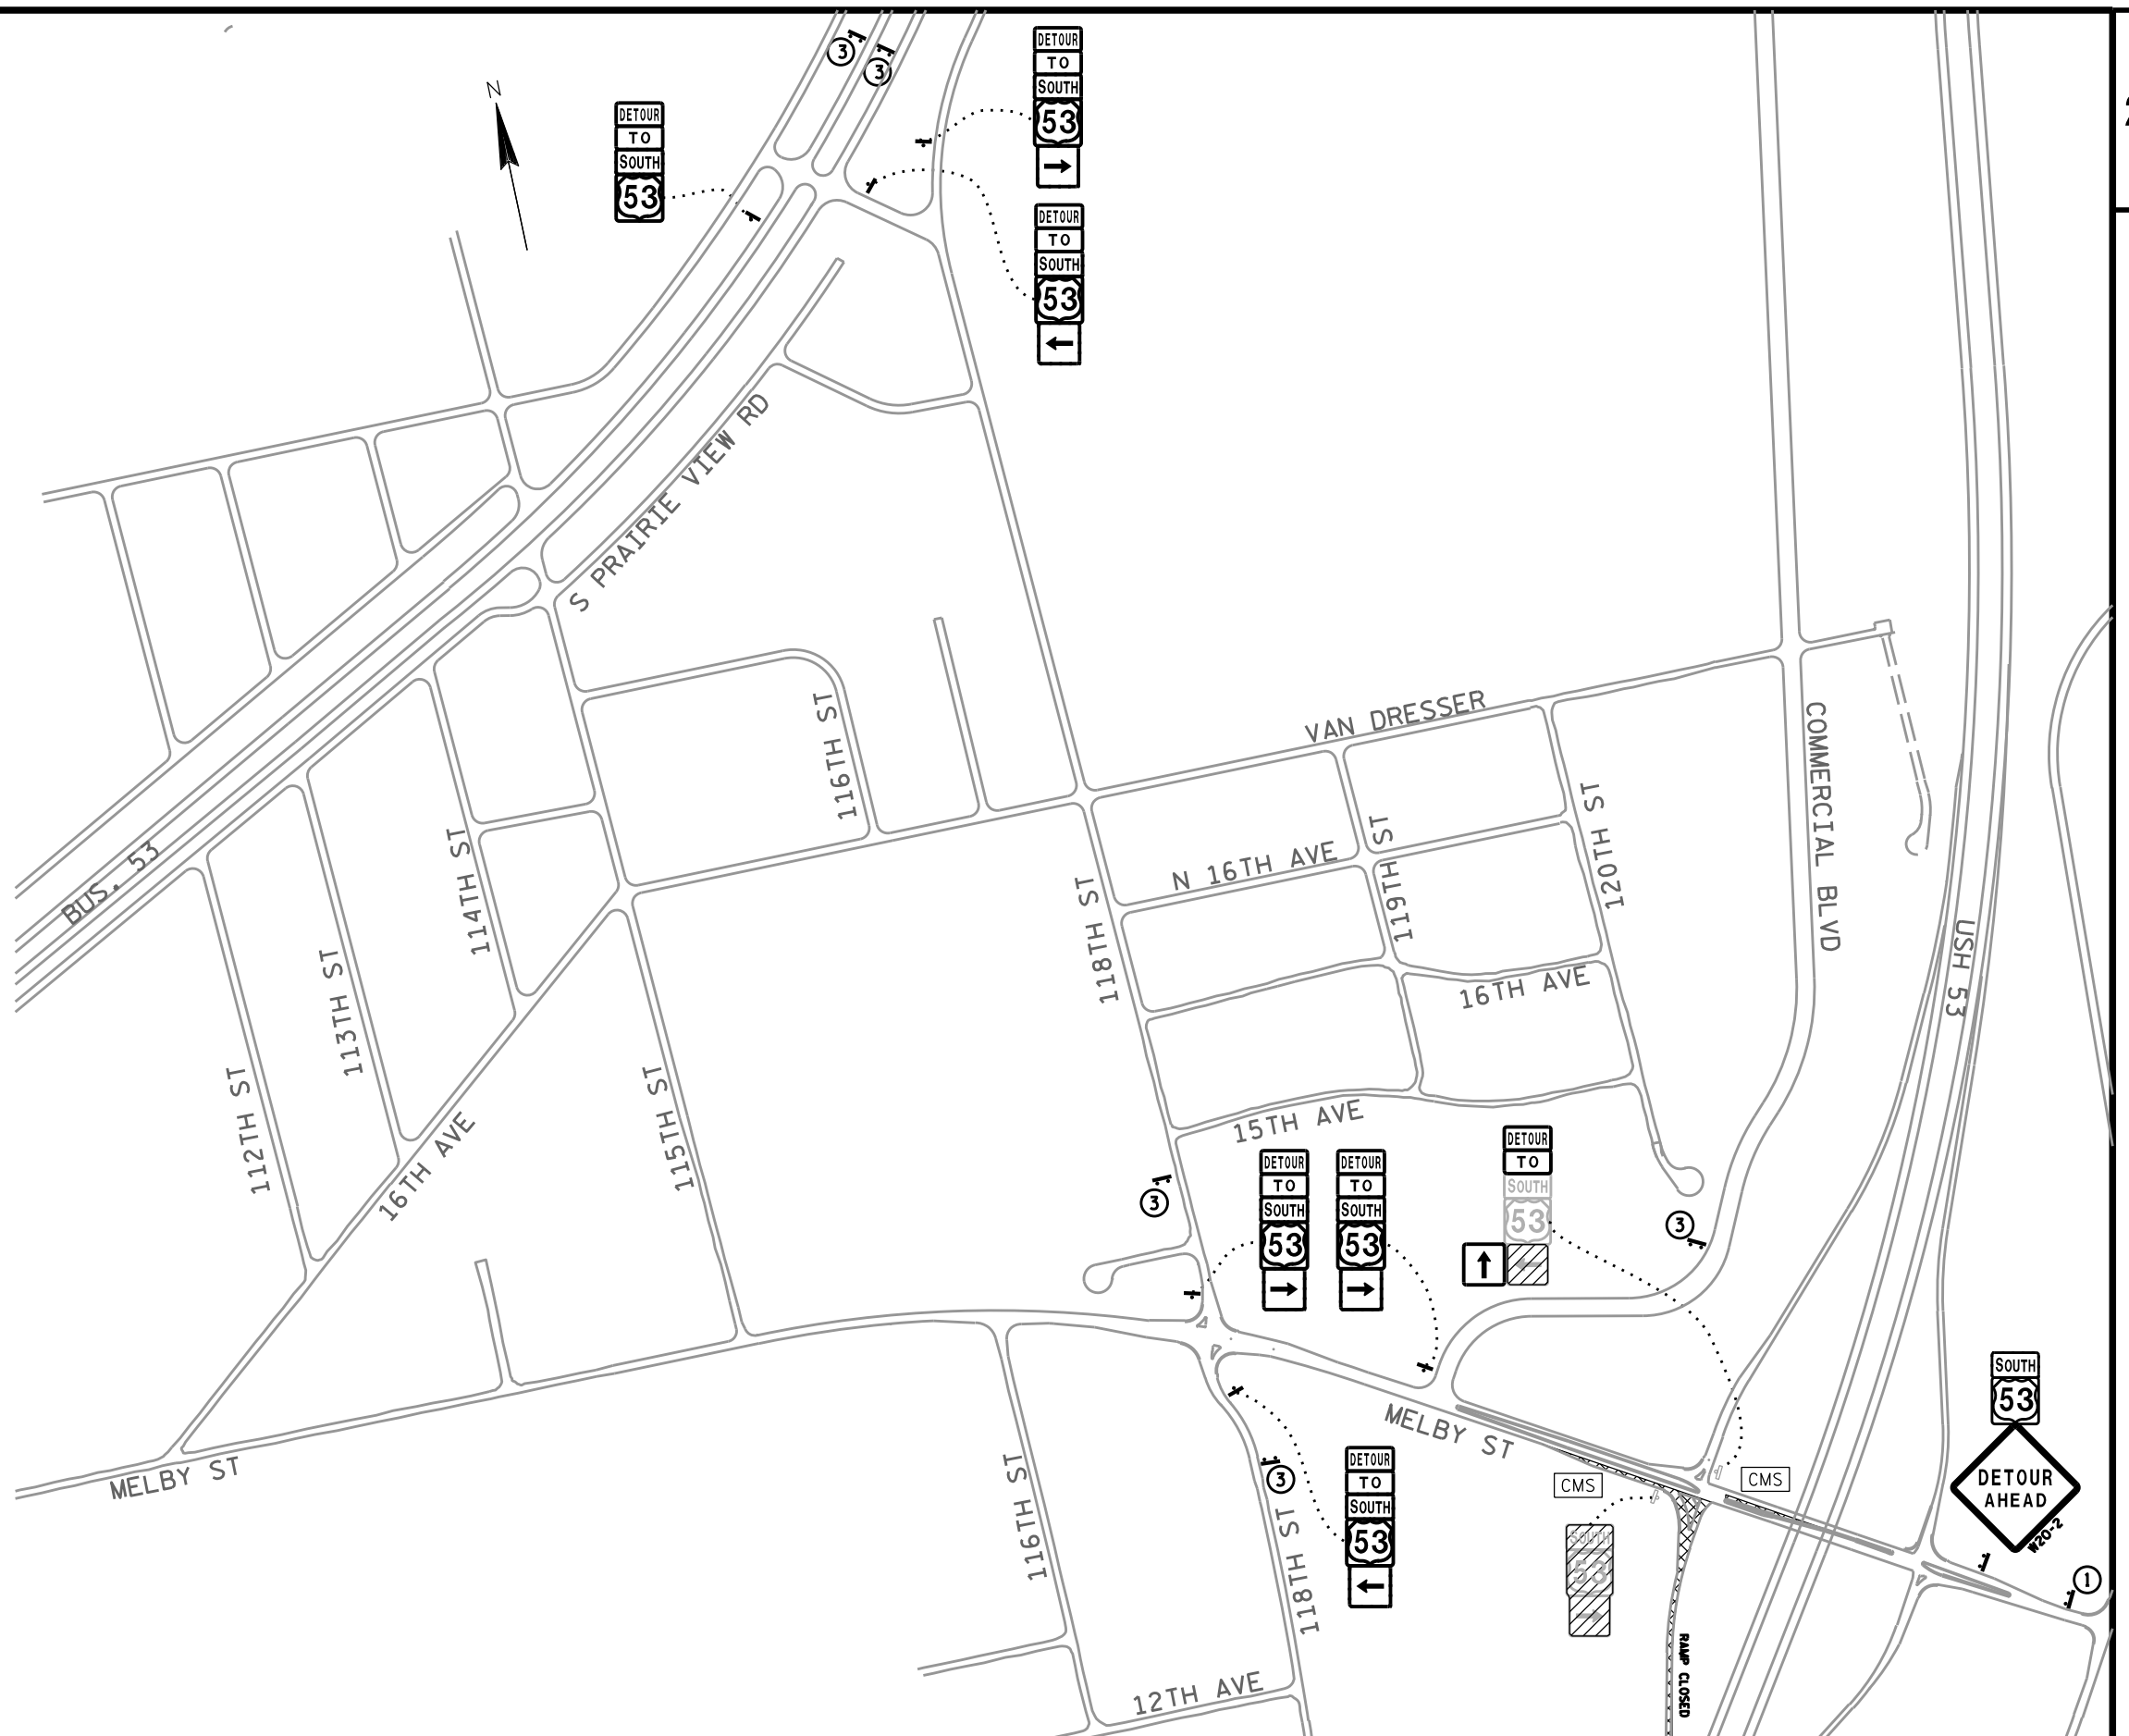 N
3
3
DETOUR
TO
SOUTH
53
DETOUR
TO
SOUTH
53
DETOUR
TO
SOUTH
53
S PRAIRIE VIEW RD
116TH ST
VAN DRESSER
COMMERCIAL BLVD
120TH ST
119TH ST
N 16TH AVE
118TH ST
114TH ST
BUS. 53
USH 53
16TH AVE
113TH ST
112TH ST
115TH ST
16TH AVE
15TH AVE
3
DETOUR
TO
SOUTH
53
DETOUR
TO
SOUTH
53
DETOUR
TO
SOUTH
53
3
SOUTH
53
DETOUR
AHEAD
W20-2
1
MELBY ST
MELBY ST
CMS
CMS
SOUTH
53
116TH ST
3
118TH ST
DETOUR
TO
SOUTH
53
RAMP CLOSED
12TH AVE